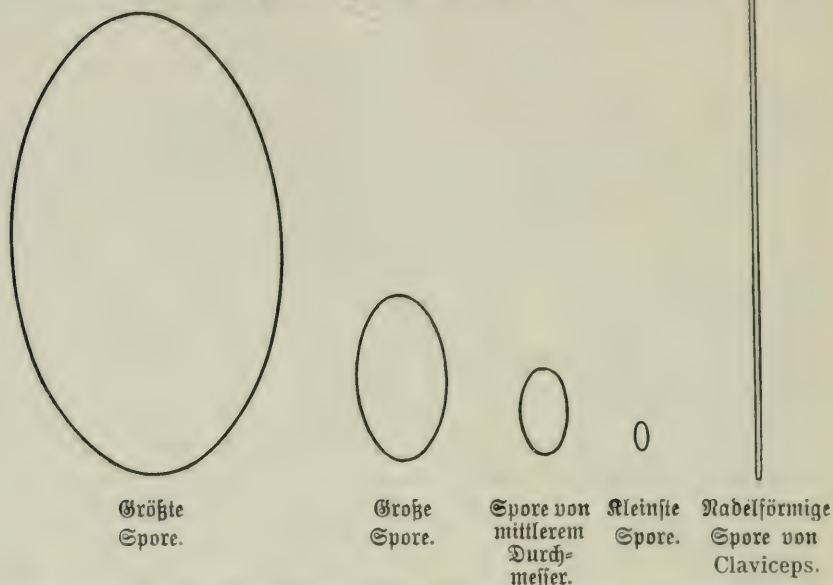 Größte
Spore.
Große
Spore.
Spore von
mittlerem
Durch=
messer.
Kleinste
Spore.
Nadelförmige
Spore von
Claviceps.